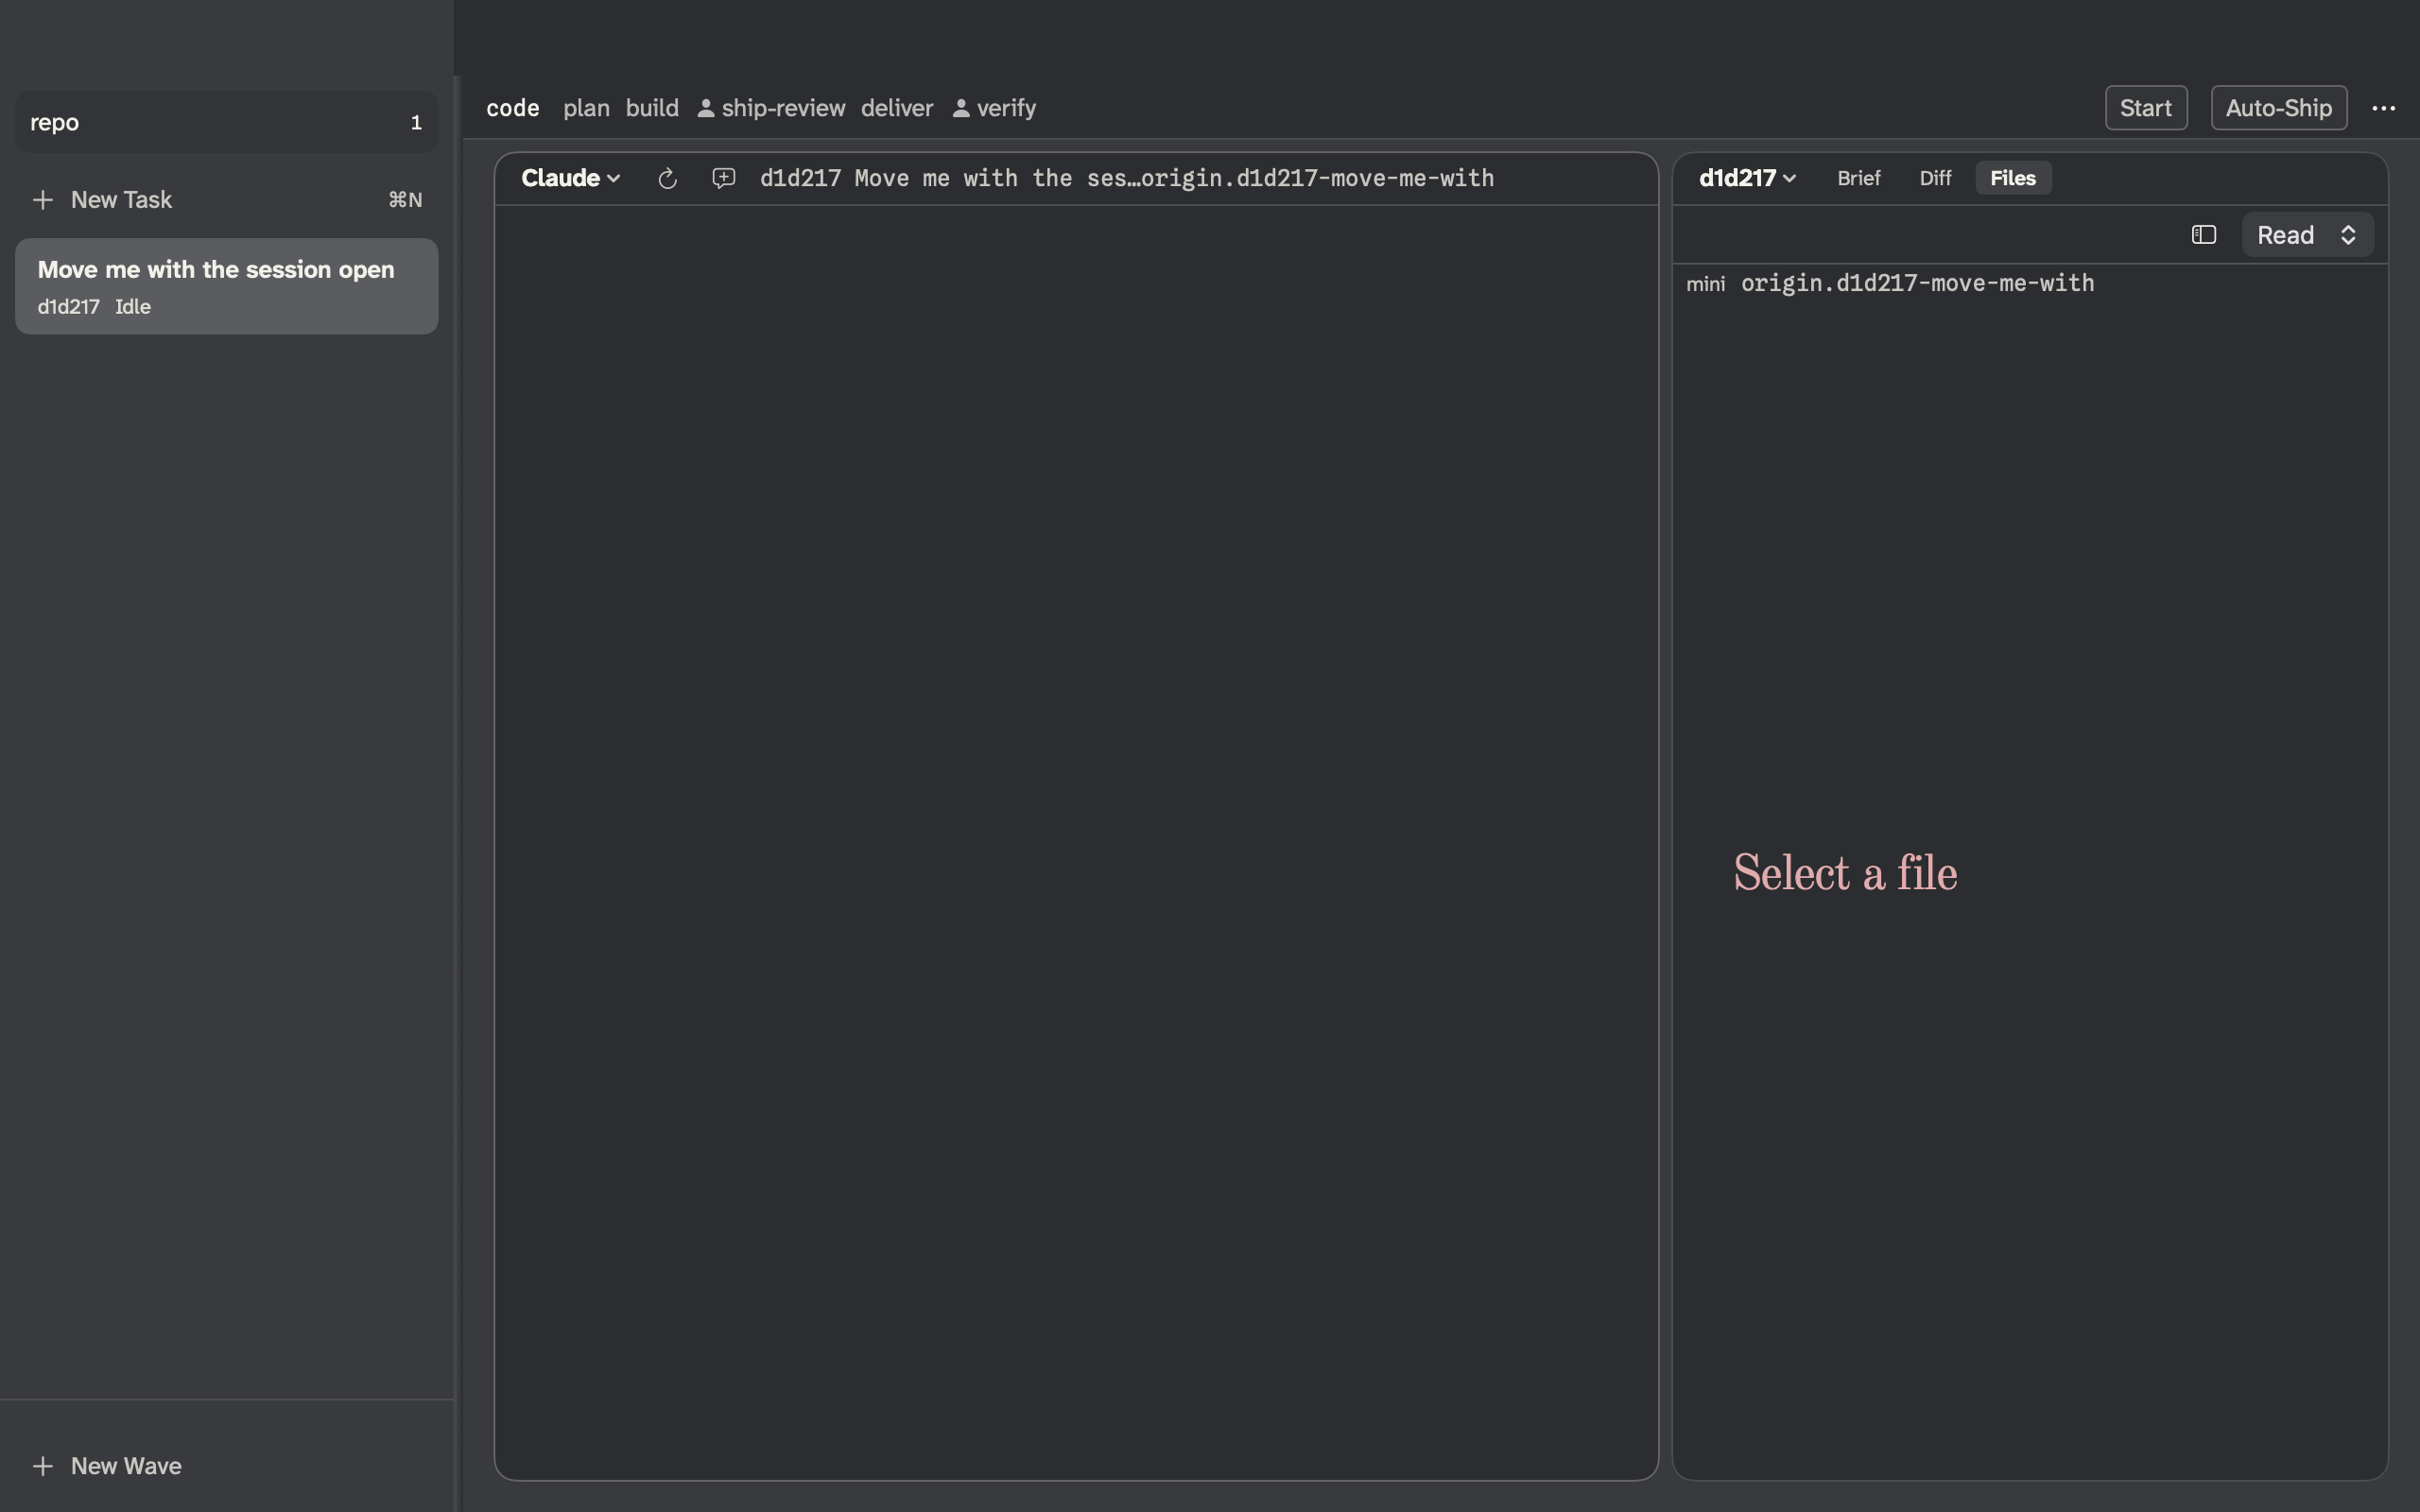 repo 1
New Task ⌘N
Move me with the session open
d1d217 Idle
New Wave
code plan build ship-review deliver verify
Start Auto-Ship
Claude d1d217 Move me with the ses…origin.d1d217-move-me-with
d1d217 Brief Diff Files
Read
mini origin.d1d217-move-me-with
Select a file